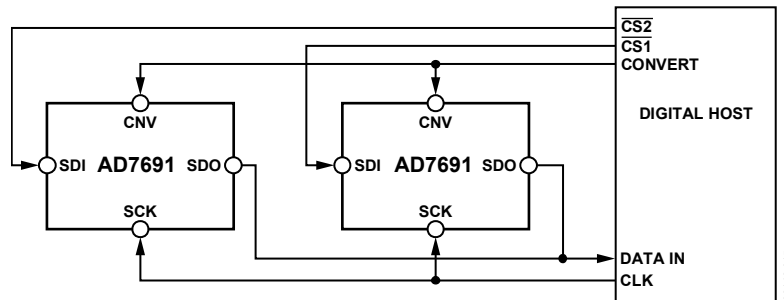 CS2
CS1
CONVERT
DIGITAL HOST
CNV
CNV
SDI AD7691 SDO
SDI AD7691 SDO
SCK
SCK
DATA IN
CLK